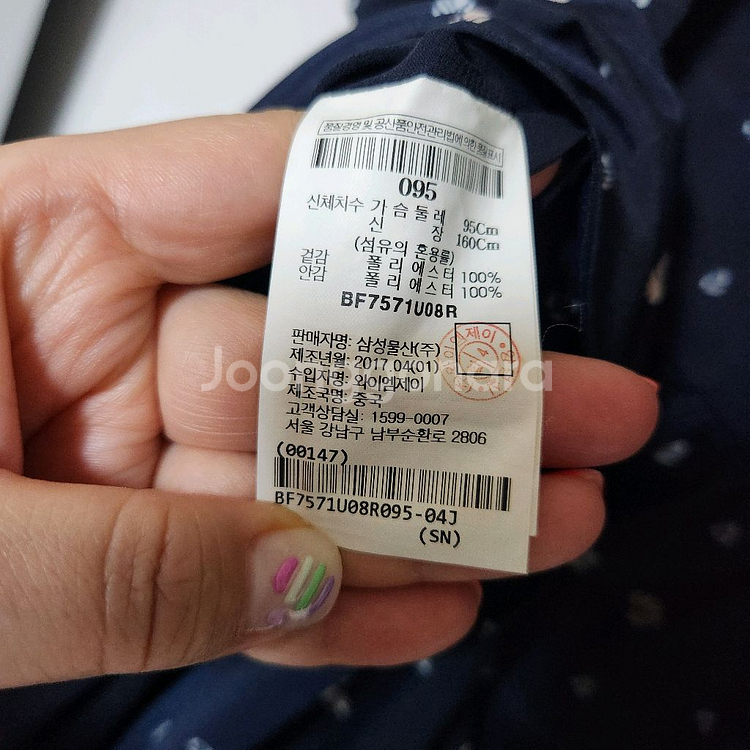 품질경영 및 공산품안전관리법에 의한 품질표시
095
신체치수 가슴둘레 95Cm
신 장 160Cm
(섬유의 혼용률)
겉감 폴리에스터 100%
안감 폴리에스터 100%
BF7571U08R
판매자명: 삼성물산(주)
제조년월: 2017.04(01)
수입자명: 와이엠제이
제조국명: 중국
고객상담실: 1599-0007
서울 강남구 남부순환로 2806
(00147)
BF7571U08R095-04J
(SN)
Joongonara